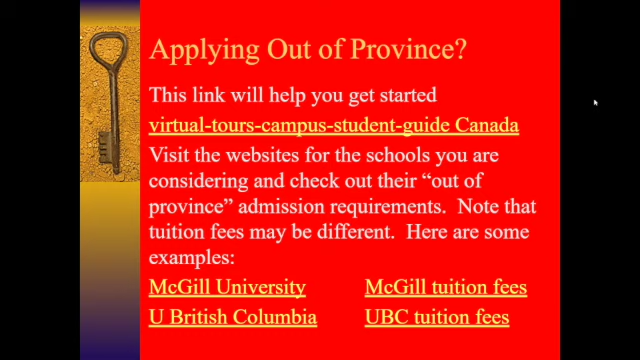 Applying Out of Province?
This link will help you get started
virtual-tours-campus-student-guide Canada
Visit the websites for the schools you are
considering and check out their “out of
province” admission requirements.  Note that
tuition fees may be different.  Here are some
examples:
McGill University McGill tuition fees
U British Columbia UBC tuition fees